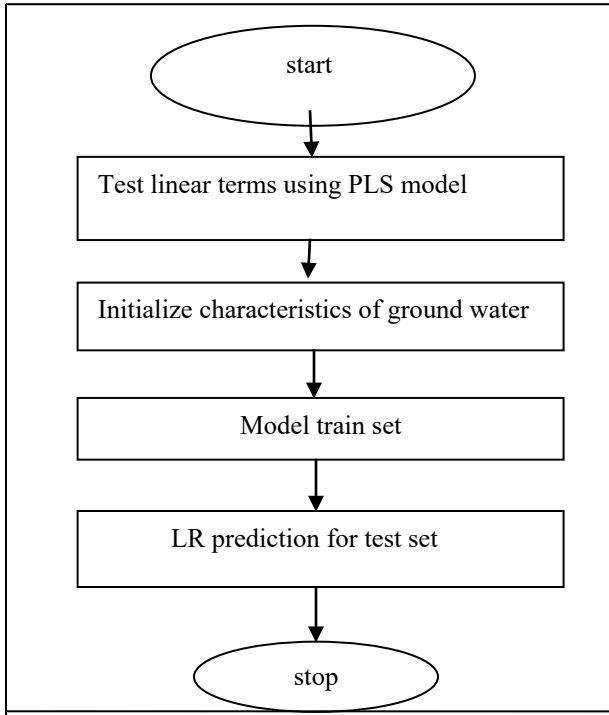 start
Test linear terms using PLS model
Initialize characteristics of ground water
Model train set
LR prediction for test set
stop